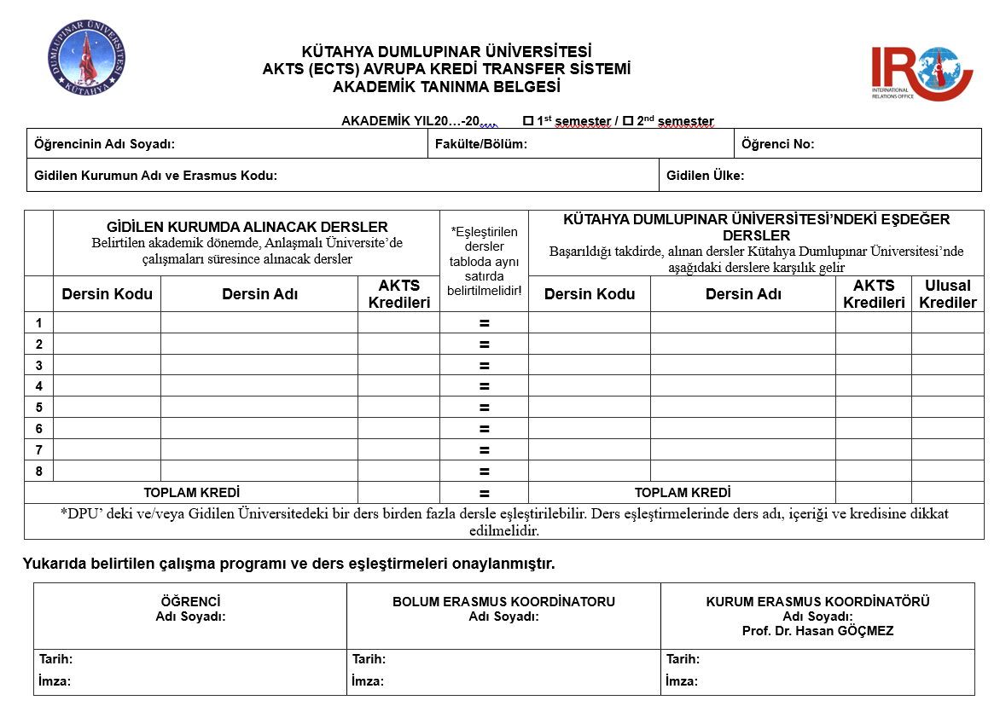 DUMLUPINAR ÜNİVERSİTESİ
KÜTAHYA
KÜTAHYA DUMLUPINAR ÜNİVERSİTESİ
AKTS (ECTS) AVRUPA KREDİ TRANSFER SİSTEMİ
AKADEMİK TANINMA BELGESİ
IRO
INTERNATIONAL
RELATIONS OFFICE
AKADEMİK YIL20…-20…. ☐ 1st semester / ☐ 2nd semester
Öğrencinin Adı Soyadı: Fakülte/Bölüm: Öğrenci No:
Gidilen Kurumun Adı ve Erasmus Kodu: Gidilen Ülke:
GİDİLEN KURUMDA ALINACAK DERSLER
Belirtilen akademik dönemde, Anlaşmalı Üniversite’de
çalışmaları süresince alınacak dersler
*Eşleştirilen
dersler
tabloda aynı
satırda
belirtilmelidir!
KÜTAHYA DUMLUPINAR ÜNİVERSİTESİ’NDEKİ EŞDEĞER
DERSLER
Başarıldığı takdirde, alınan dersler Kütahya Dumlupınar Üniversitesi’nde
aşağıdaki derslere karşılık gelir
Dersin Kodu Dersin Adı AKTS Kredileri Dersin Kodu Dersin Adı AKTS Kredileri Ulusal Krediler
1 =
2 =
3 =
4 =
5 =
6 =
7 =
8 =
TOPLAM KREDİ = TOPLAM KREDİ
*DPU’ deki ve/veya Gidilen Üniversitedeki bir ders birden fazla dersle eşleştirilebilir. Ders eşleştirmelerinde ders adı, içeriği ve kredisine dikkat
edilmelidir.
Yukarıda belirtilen çalışma programı ve ders eşleştirmeleri onaylanmıştır.
ÖĞRENCİ
Adı Soyadı:
BOLUM ERASMUS KOORDİNATORU
Adı Soyadı:
KURUM ERASMUS KOORDİNATÖRÜ
Adı Soyadı:
Prof. Dr. Hasan GÖÇMEZ
Tarih: Tarih: Tarih:
İmza: İmza: İmza: